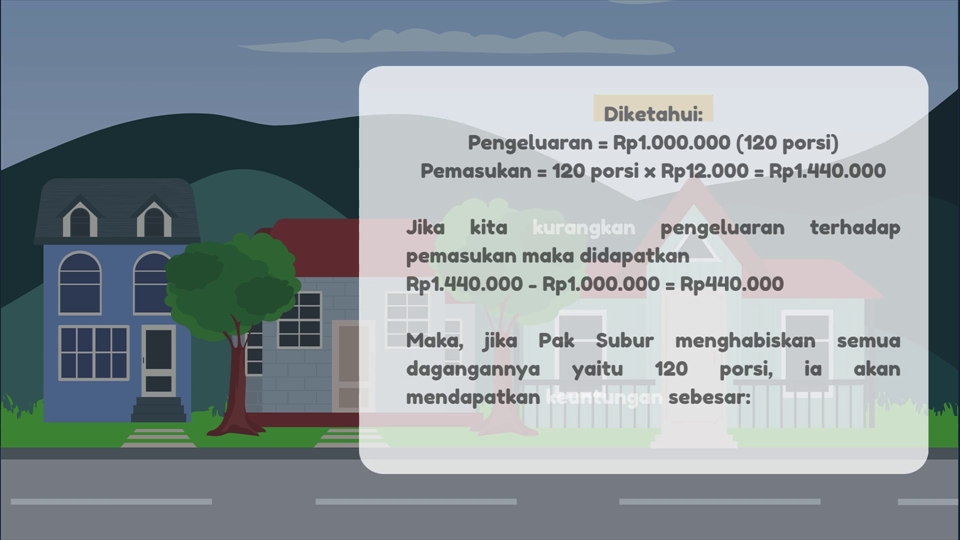 Diketahui:
Pengeluaran = Rp1.000.000 (120 porsi)
Pemasukan = 120 porsi x Rp12.000 = Rp1.440.000
Jika kita kurangkan pengeluaran terhadap
pemasukan maka didapatkan
Rp1.440.000 - Rp1.000.000 = Rp440.000
Maka, jika Pak Subur menghabiskan semua
dagangannya yaitu 120 porsi, ia akan
mendapatkan keuntungan sebesar: